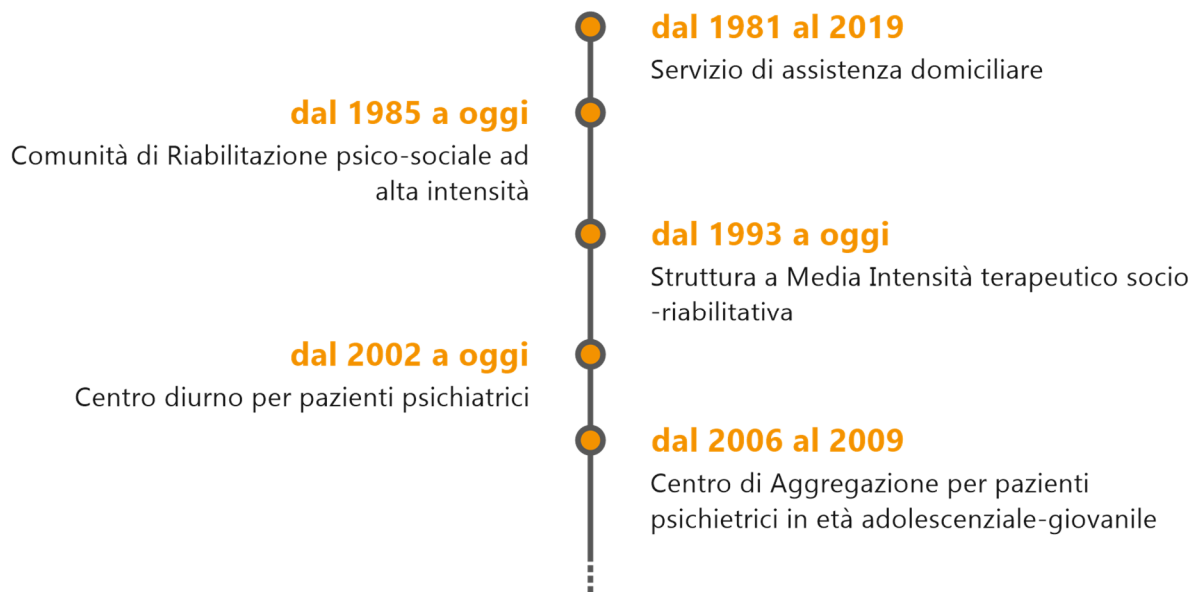 dal 1981 al 2019
Servizio di assistenza domiciliare
dal 1985 a oggi
Comunità di Riabilitazione psico-sociale ad
alta intensità
dal 1993 a oggi
Struttura a Media Intensità terapeutico socio
-riabilitativa
dal 2002 a oggi
Centro diurno per pazienti psichiatrici
dal 2006 al 2009
Centro di Aggregazione per pazienti
psichietrici in età adolescenziale-giovanile